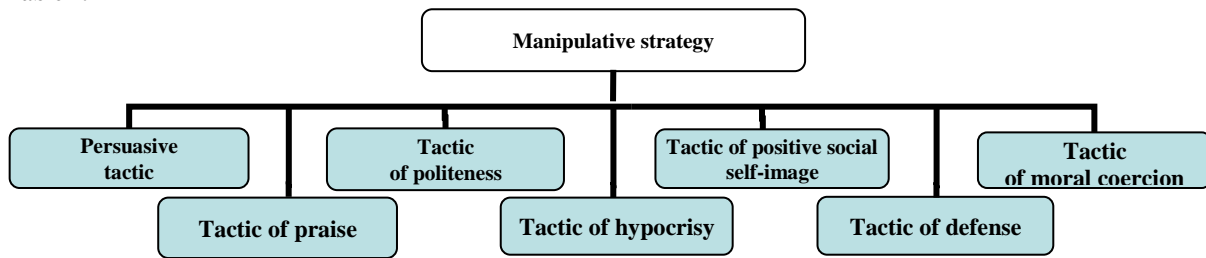 Manipulative strategy
Persuasive
tactic
Tactic
of politeness
Tactic of positive social
self-image
Tactic
of moral coercion
Tactic of praise
Tactic of hypocrisy
Tactic of defense